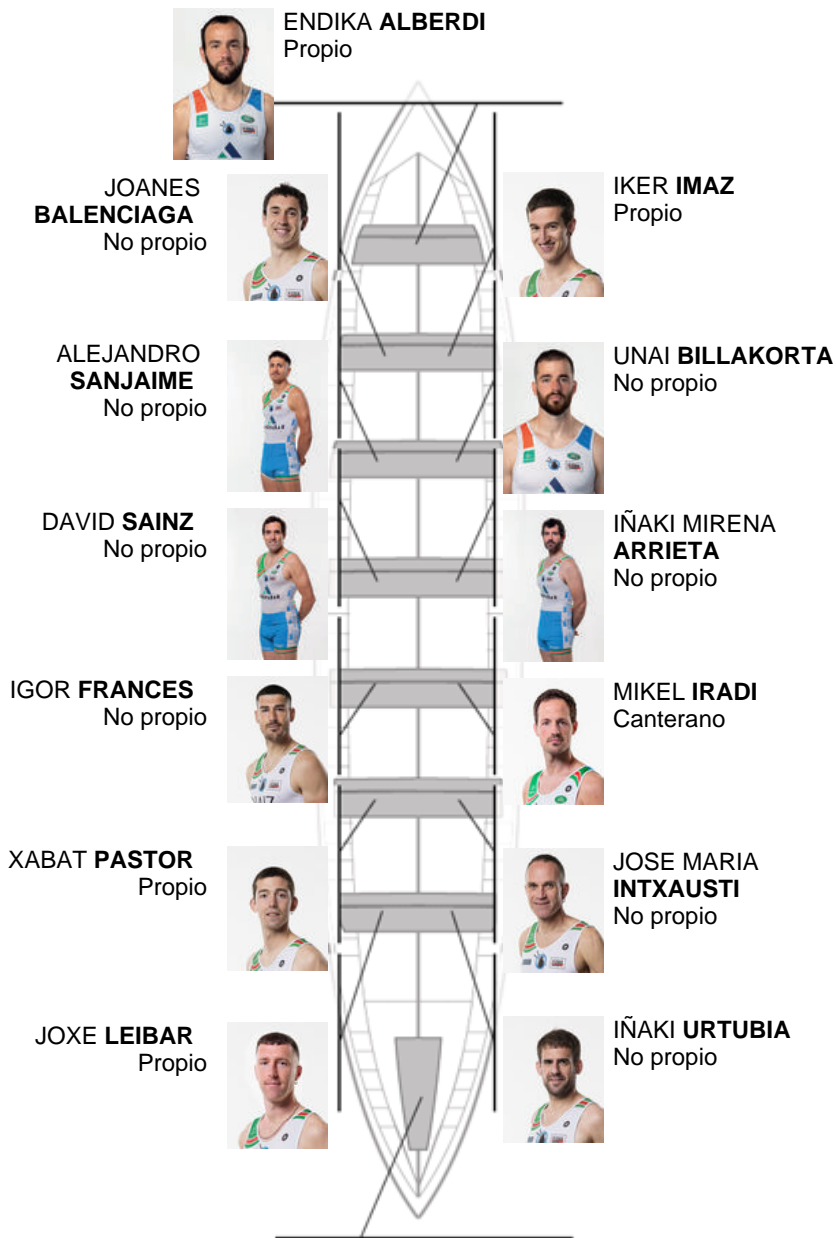 ENDIKA ALBERDI
Propio
JOANES
BALENCIAGA
No propio
IKER IMAZ
Propio
ALEJANDRO
SANJAIME
No propio
UNAI BILLAKORTA
No propio
DAVID SAINZ
No propio
IÑAKI MIRENA
ARRIETA
No propio
IGOR FRANCES
No propio
MIKEL IRADI
Canterano
XABAT PASTOR
Propio
JOSE MARIA
INTXAUSTI
No propio
JOXE LEIBAR
Propio
IÑAKI URTUBIA
No propio